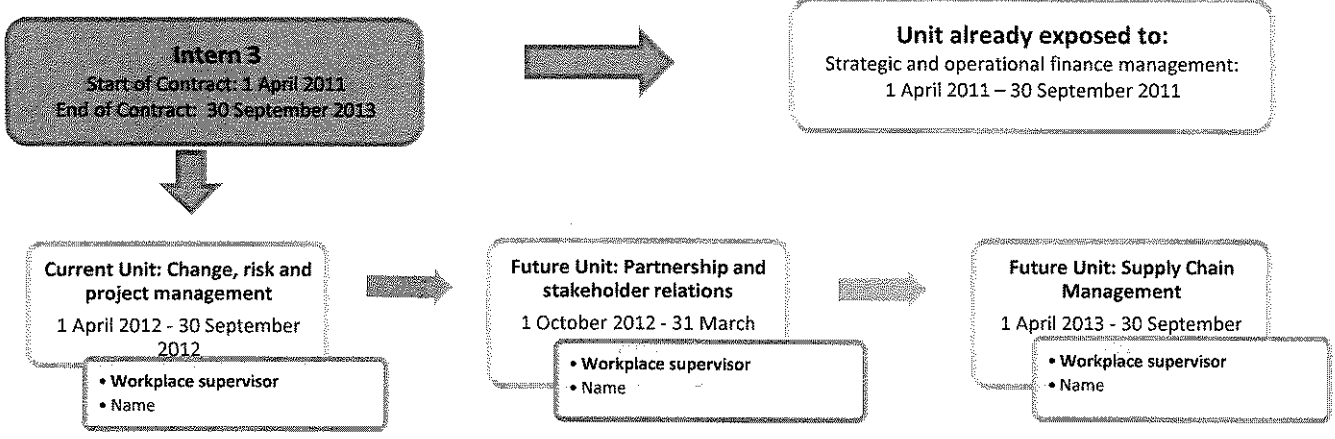 Intern 3
Start of Contract: 1 April 2011
End of Contract: 30 September 2013
Unit already exposed to:
Strategic and operational finance management:
1 April 2011 – 30 September 2011
Current Unit: Change, risk and
project management
1 April 2012 - 30 September
2012
• Workplace supervisor
• Name
Future Unit: Partnership and
stakeholder relations
1 October 2012 - 31 March
• Workplace supervisor
• Name
Future Unit: Supply Chain
Management
1 April 2013 - 30 September
• Workplace supervisor
• Name